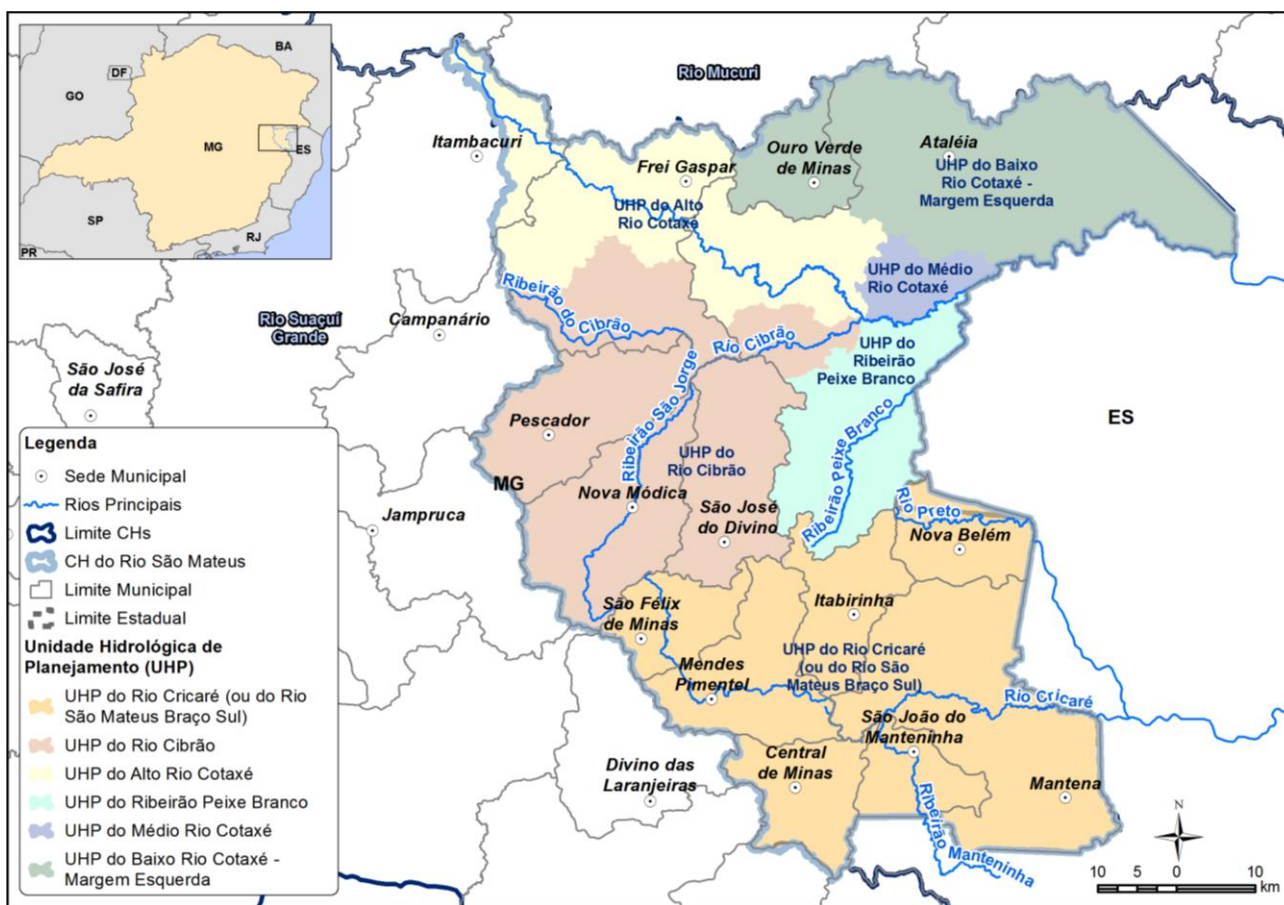 BA
DF
GO
MG
ES
SP
RJ
PR
Rio Mucuri
Itambacuri
Frei Gaspar
Ouro Verde
de Minas
Ataléia
UHP do Baixo
Rio Cotaxé -
Margem Esquerda
UHP do Alto
Rio Cotaxé
UHP do Médio
Rio Cotaxé
Ribeirão do Cibrão
Rio Suaçuí
Grande
Campanário
Rio Cibrão
UHP do
Ribeirão
Peixe Branco
São José
da Safira
Ribeirão São Jorge
ES
Pescador
Ribeirão Peixe Branco
UHP do
Rio Cibrão
MG
Nova Módica
Jampruca
São José
do Divino
Rio Preto
Nova Belém
São Félix
de Minas
Itabirinha
Mendes
Pimentel
UHP do Rio Cricaré
(ou do Rio São
Mateus Braço Sul)
Rio Cricaré
São João do
Manteninha
Divino das
Laranjeiras
Central
de Minas
Mantena
Ribeirão Manteninha
Legenda
Sede Municipal
Rios Principais
Limite CHs
CH do Rio São Mateus
Limite Municipal
Limite Estadual
Unidade Hidrológica de
Planejamento (UHP)
UHP do Rio Cricaré (ou do Rio
São Mateus Braço Sul)
UHP do Rio Cibrão
UHP do Alto Rio Cotaxé
UHP do Ribeirão Peixe Branco
UHP do Médio Rio Cotaxé
UHP do Baixo Rio Cotaxé -
Margem Esquerda
N
10 5 0 10
km